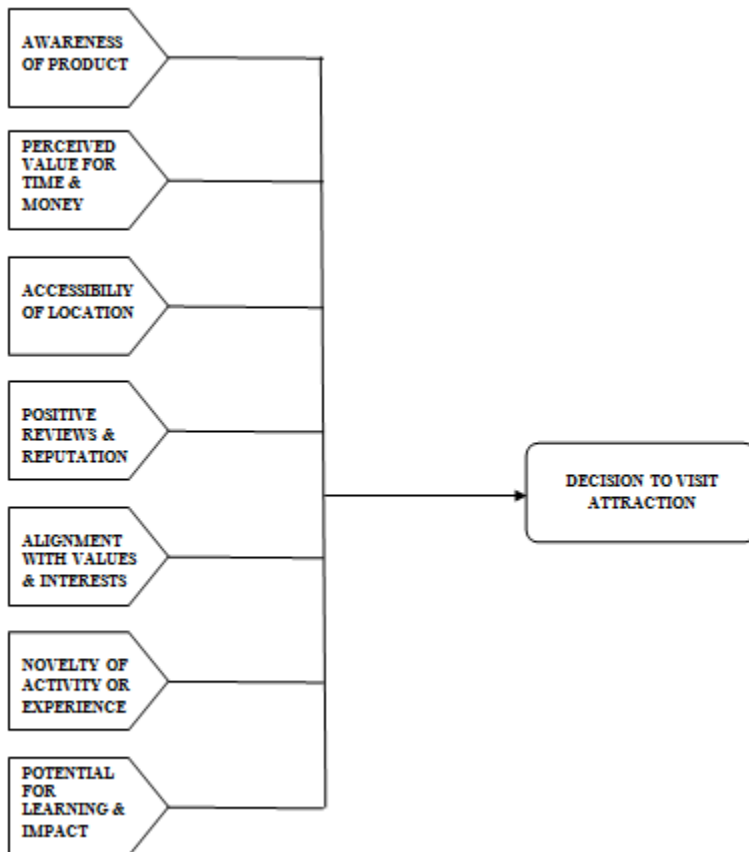 AWARENESS
OF PRODUCT
PERCEIVED
VALUE FOR
TIME &
MONEY
ACCESSIBILIY
OF LOCATION
POSITIVE
REVIEWS &
REPUTATION
ALIGNMENT
WITH VALUES
& INTERESTS
NOVELTY OF
ACTIVITY OR
EXPERIENCE
POTENTIAL
FOR
LEARNING &
IMPACT
DECISION TO VISIT
ATTRACTION